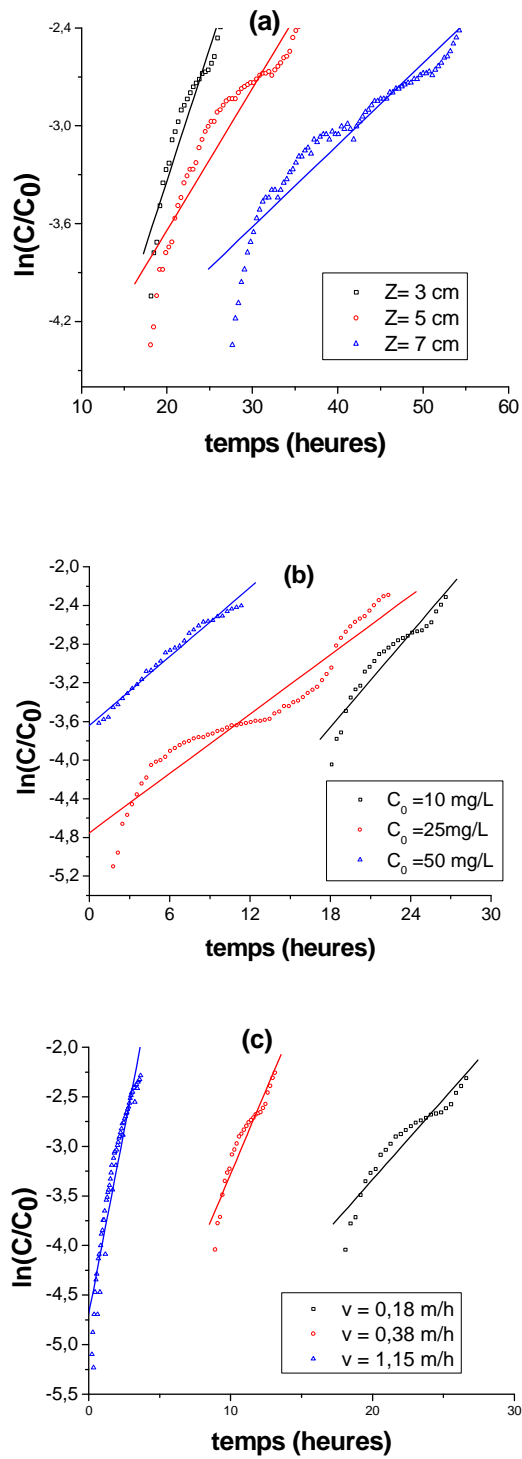 (a)
-2,4
-3,0
-3,6
-4,2
ln(C/C0)
Z= 3 cm
Z= 5 cm
Z= 7 cm
10 20 30 40 50 60
temps (heures)
(b)
-2,0
-2,4
-2,8
-3,2
-3,6
-4,0
-4,4
-4,8
-5,2
ln(C/C0)
C0 =10 mg/L
C0 =25mg/L
C0 =50 mg/L
0 6 12 18 24 30
temps (heures)
(c)
-2,0
-2,5
-3,0
-3,5
-4,0
-4,5
-5,0
-5,5
ln(C/C0)
v = 0,18 m/h
v = 0,38 m/h
v = 1,15 m/h
0 10 20 30
temps (heures)